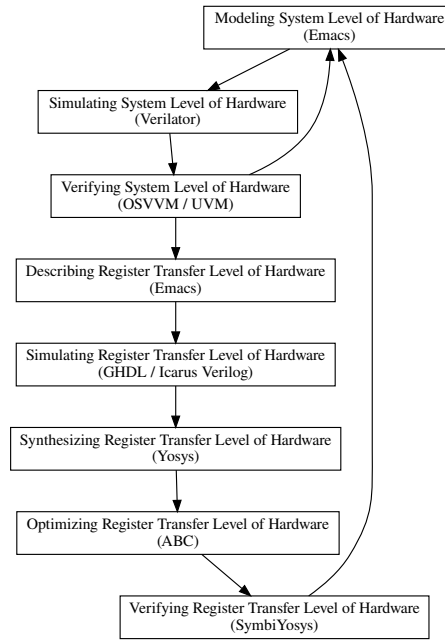 Modeling System Level of Hardware
(Emacs)
Simulating System Level of Hardware
(Verilator)
Verifying System Level of Hardware
(OSVVM / UVM)
Describing Register Transfer Level of Hardware
(Emacs)
Simulating Register Transfer Level of Hardware
(GHDL / Icarus Verilog)
Synthesizing Register Transfer Level of Hardware
(Yosys)
Optimizing Register Transfer Level of Hardware
(ABC)
Verifying Register Transfer Level of Hardware
(SymbiYosys)